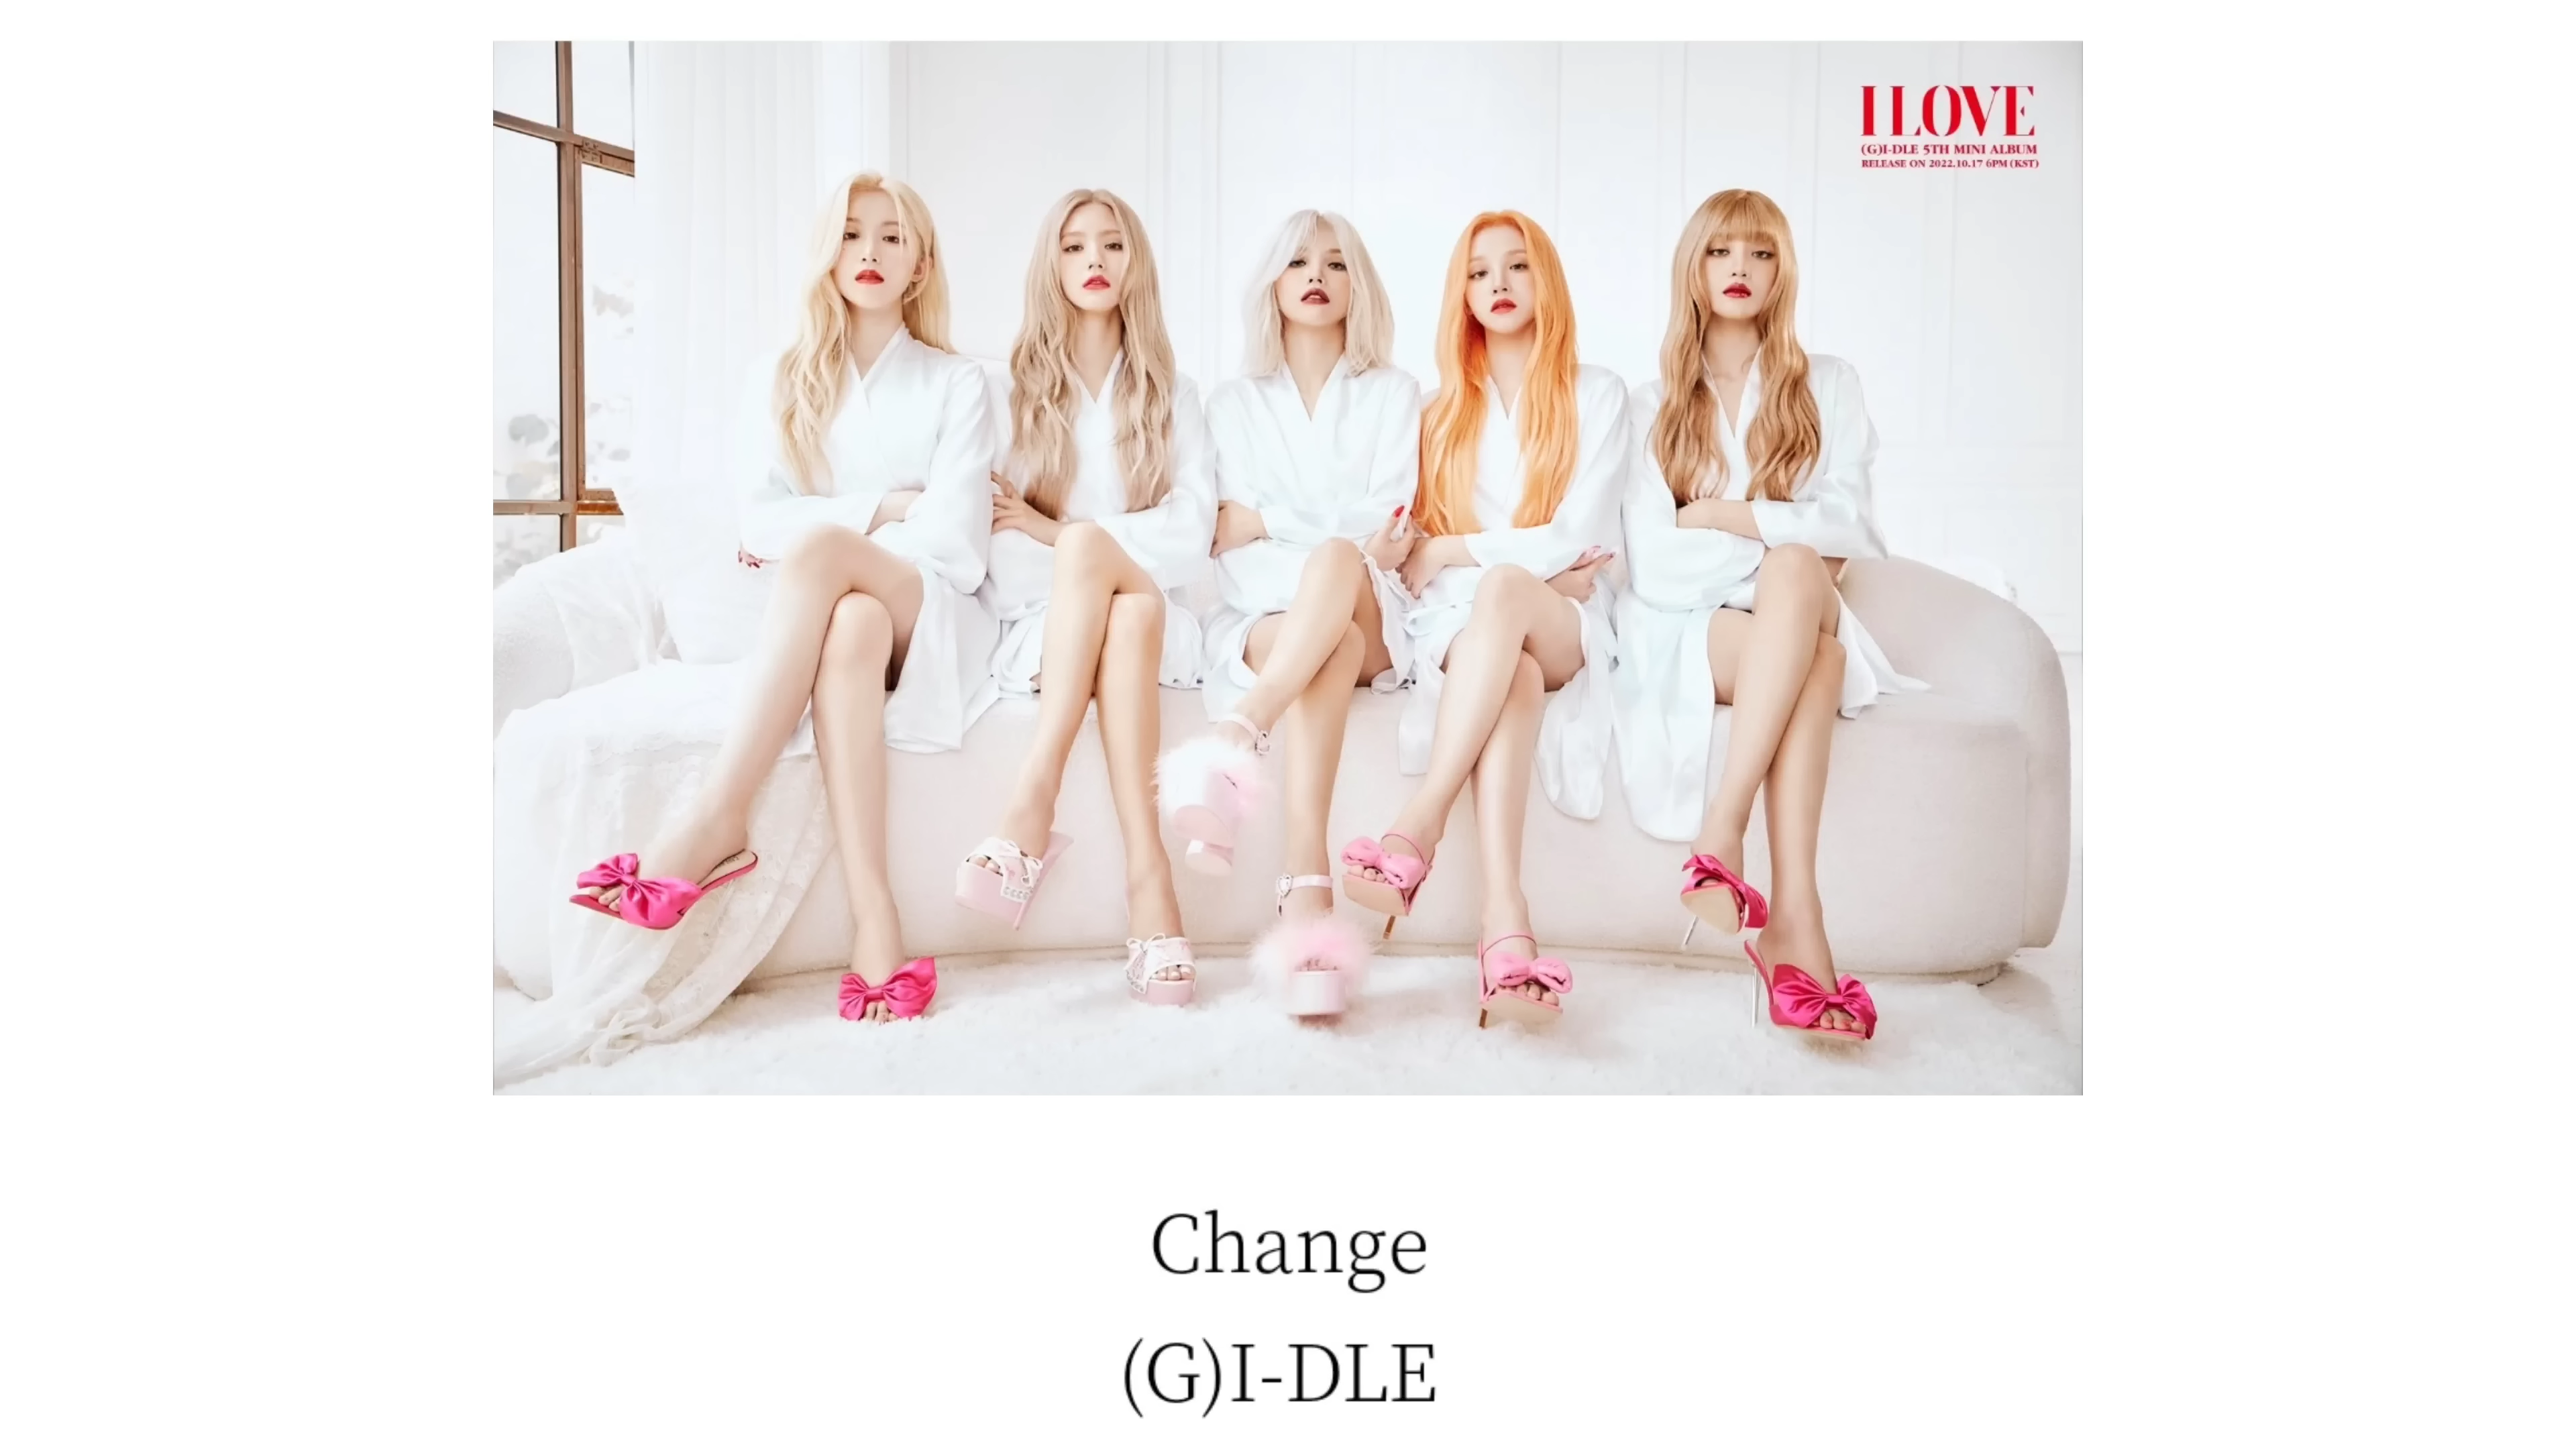 I LOVE
(G)I-DLE 5TH MINI ALBUM
RELEASE ON 2022.10.17 6PM (KST)
Change
(G)I-DLE